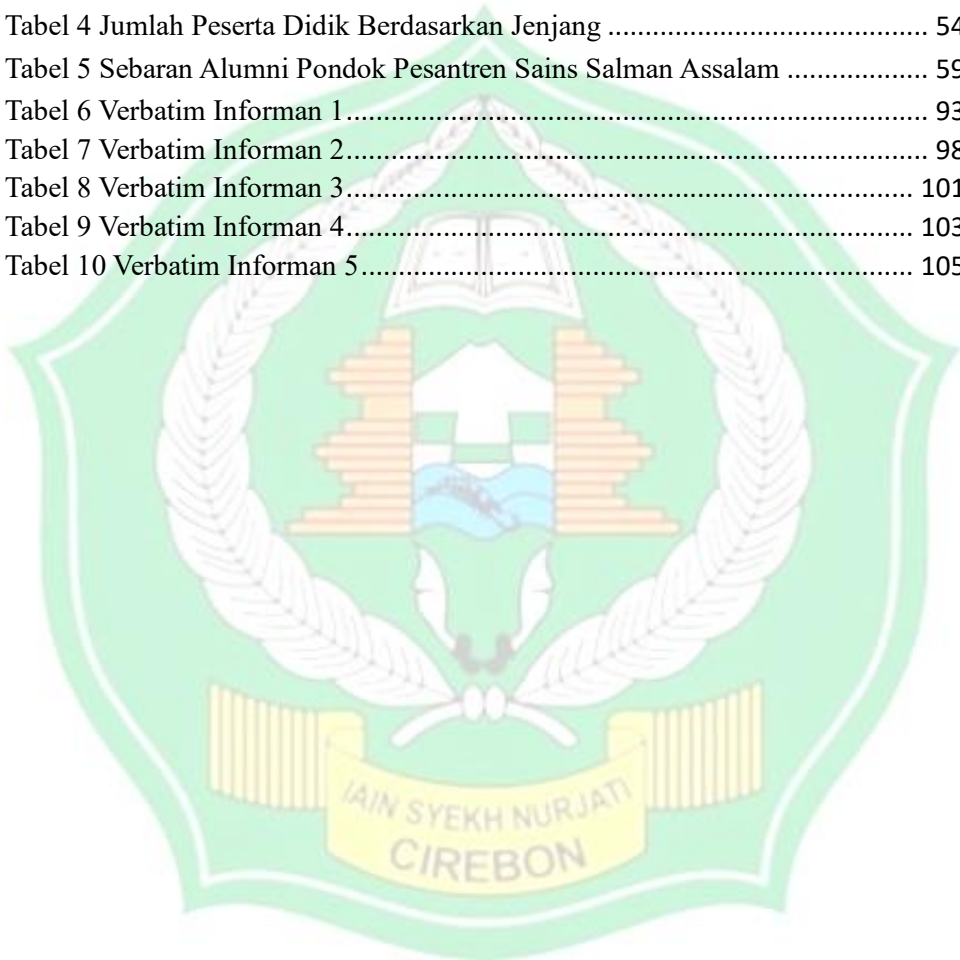 Tabel 4 Jumlah Peserta Didik Berdasarkan Jenjang ................................ 54
Tabel 5 Sebaran Alumni Pondok Pesantren Sains Salman Assalam .............. 59
Tabel 6 Verbatim Informan 1.......................................................... 93
Tabel 7 Verbatim Informan 2.......................................................... 98
Tabel 8 Verbatim Informan 3........................................................ 101
Tabel 9 Verbatim Informan 4........................................................ 103
Tabel 10 Verbatim Informan 5....................................................... 105
IAIN SYEKH NURJATI
CIREBON